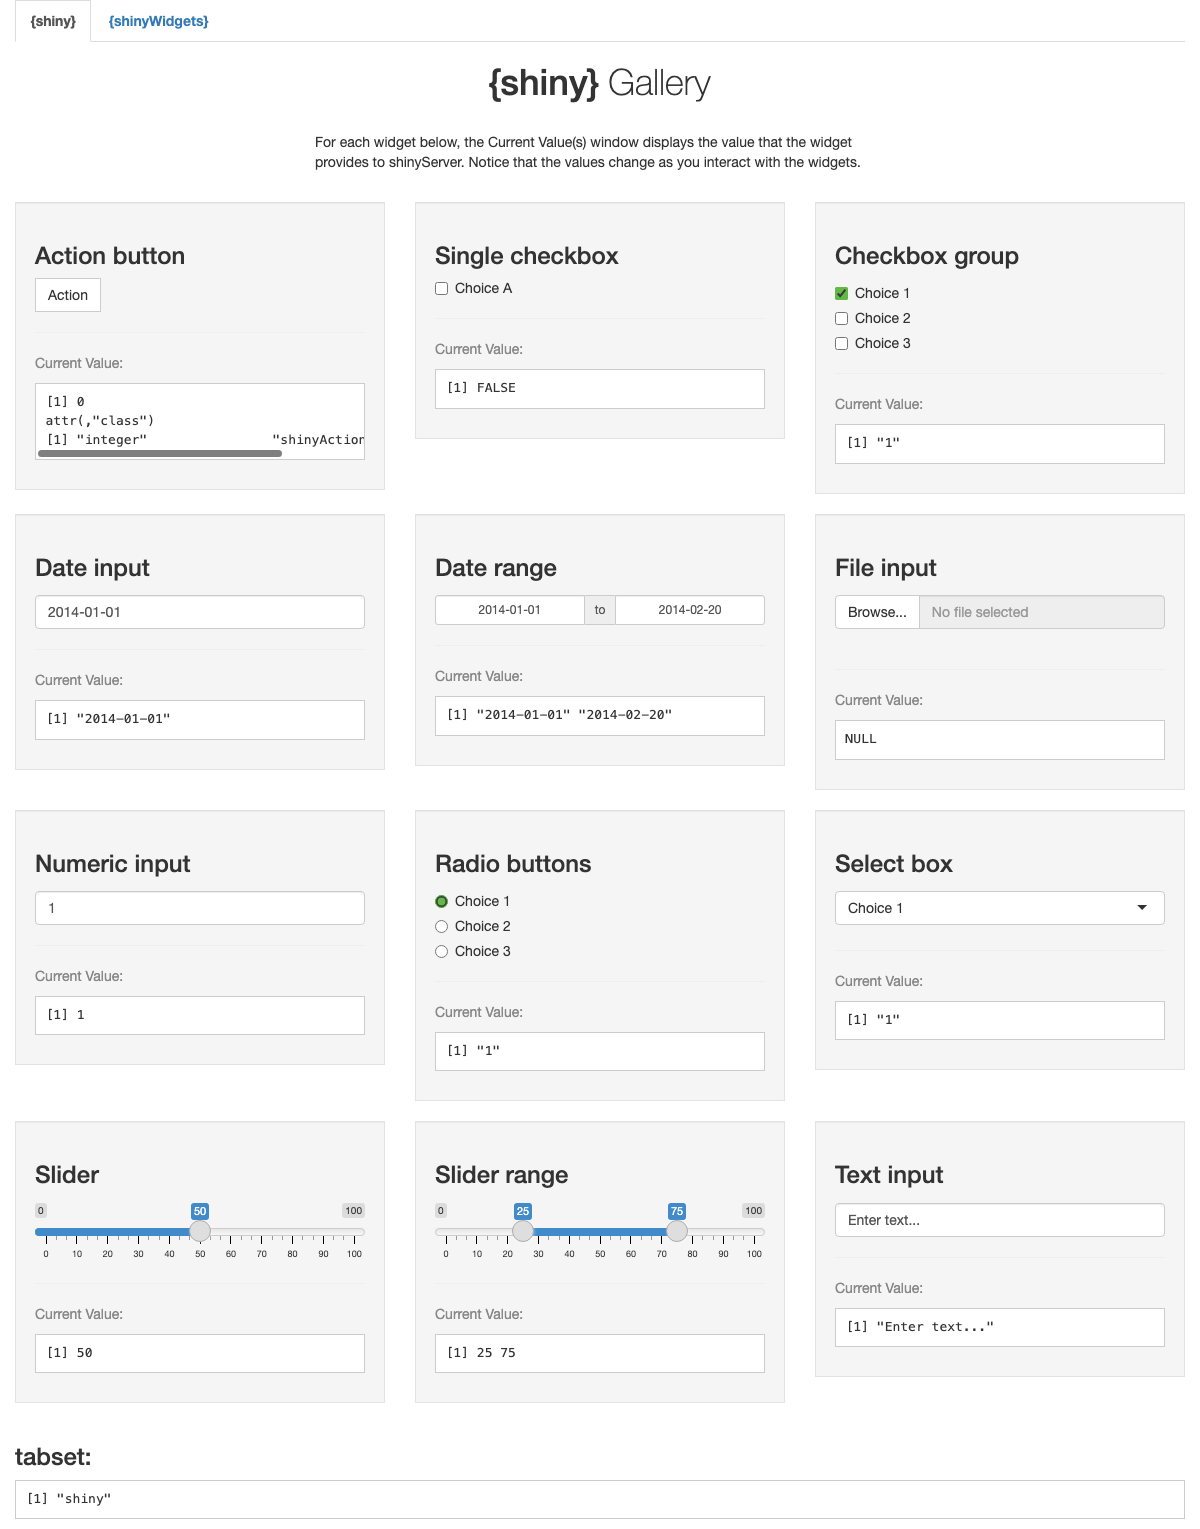 {shiny} {shinyWidgets}
{shiny} Gallery
For each widget below, the Current Value(s) window displays the value that the widget
provides to shinyServer. Notice that the values change as you interact with the widgets.
Action button
Action
Current Value:
[1] 0
attr(,"class")
[1] "integer" "shinyAction
Single checkbox
Choice A
Current Value:
[1] FALSE
Checkbox group
Choice 1
Choice 2
Choice 3
Current Value:
[1] "1"
Date input
2014-01-01
Current Value:
[1] "2014-01-01"
Date range
2014-01-01 to 2014-02-20
Current Value:
[1] "2014-01-01" "2014-02-20"
File input
Browse... No file selected
Current Value:
NULL
Numeric input
1
Current Value:
[1] 1
Radio buttons
Choice 1
Choice 2
Choice 3
Current Value:
[1] "1"
Select box
Choice 1
Current Value:
[1] "1"
Slider
0 50 100
0 10 20 30 40 50 60 70 80 90 100
Current Value:
[1] 50
Slider range
0 25 75 100
0 10 20 30 40 50 60 70 80 90 100
Current Value:
[1] 25 75
Text input
Enter text...
Current Value:
[1] "Enter text..."
tabset:
[1] "shiny"